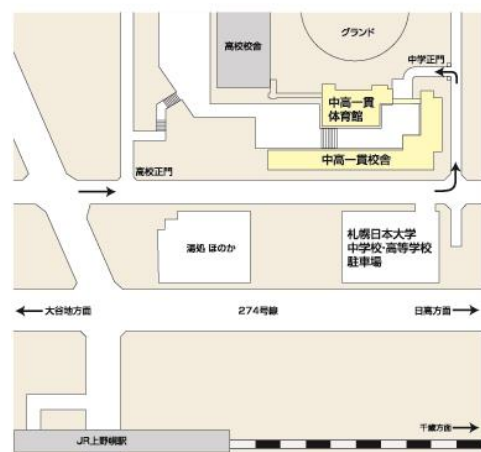 グランド
高校校舎
中学正門
中高一貫
体育館
中高一貫校舎
高校正門
湯処 ほのか
札幌日本大学
中学校・高等学校
駐車場
大谷地方面
274号線
日高方面
千歳方面
JR上野幌駅